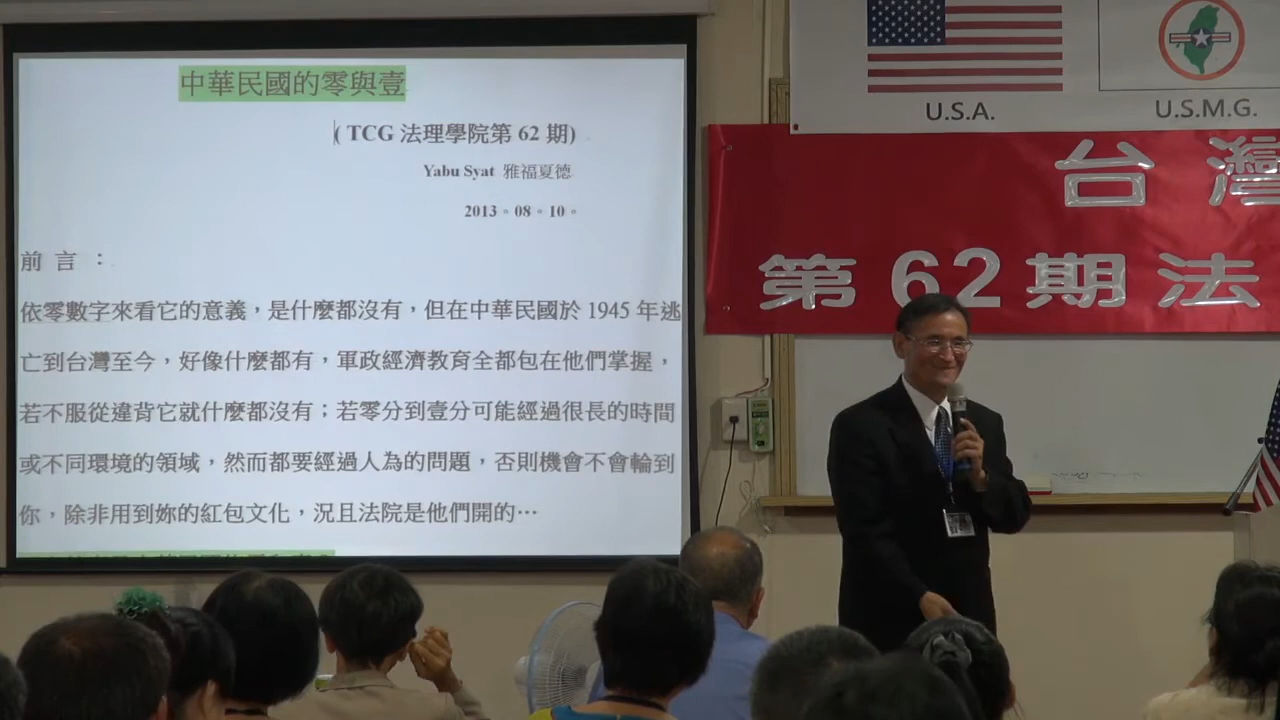 中華民國的零與壹
( TCG 法理學院第 62 期)
Yabu Syat 雅福夏德
2013。08。10。
前 言 ：
依零數字來看它的意義，是什麼都沒有，但在中華民國於 1945 年逃
亡到台灣至今，好像什麼都有，軍政經濟教育全都包在他們掌握，
若不服從違背它就什麼都沒有；若零分到壹分可能經過很長的時間
或不同環境的領域，然而都要經過人為的問題，否則機會不會輪到
你，除非用到妳的紅包文化，況且法院是他們開的…
U.S.A.
U.S.M.G.
台 灣
第 62 期 法